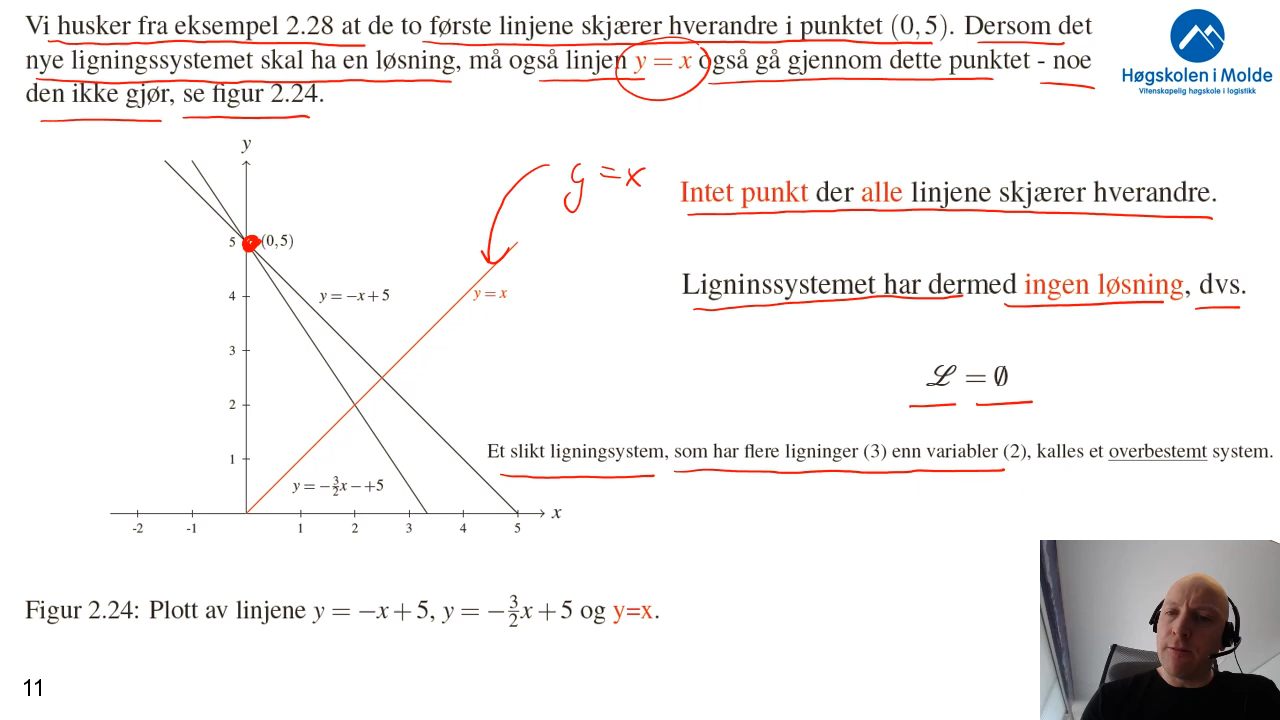 Vi husker fra eksempel 2.28 at de to første linjene skjærer hverandre i punktet (0,5). Dersom det
nye ligningssystemet skal ha en løsning, må også linjen y = x også gå gjennom dette punktet - noe
den ikke gjør, se figur 2.24.
Høgskolen i Molde
Vitenskapelig høgskole i logistikk
y
y = x
Intet punkt der alle linjene skjærer hverandre.
5
(0,5)
Ligninssystemet har dermed ingen løsning, dvs.
4
y = −x+5
y = x
3
ℒ = ∅
2
Et slikt ligningsystem, som har flere ligninger (3) enn variabler (2), kalles et overbestemt system.
1
y = −3/2x−+5
x
-2 -1 1 2 3 4 5
Figur 2.24: Plott av linjene y = −x+5, y = −3/2x+5 og y=x.
11